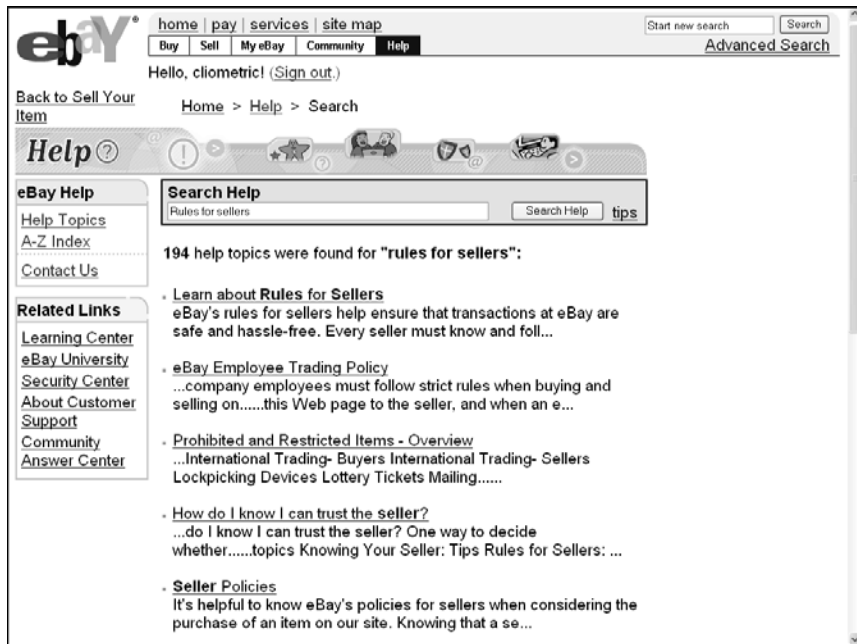 ebay®
home | pay | services | site map
Start new search Search
Buy Sell My eBay Community Help
Advanced Search
Hello, cliometric! (Sign out.)
Back to Sell Your
Item
Home > Help > Search
Help ?
eBay Help
Help Topics
A-Z Index
Contact Us
Related Links
Learning Center
eBay University
Security Center
About Customer
Support
Community
Answer Center
Search Help
Rules for sellers Search Help tips
194 help topics were found for "rules for sellers":
Learn about Rules for Sellers
eBay's rules for sellers help ensure that transactions at eBay are
safe and hassle-free. Every seller must know and foll...
eBay Employee Trading Policy
...company employees must follow strict rules when buying and
selling on......this Web page to the seller, and when an e...
Prohibited and Restricted Items - Overview
...International Trading- Buyers International Trading- Sellers
Lockpicking Devices Lottery Tickets Mailing......
How do I know I can trust the seller?
...do I know I can trust the seller? One way to decide
whether......topics Knowing Your Seller: Tips Rules for Sellers: ...
Seller Policies
It's helpful to know eBay's policies for sellers when considering the
purchase of an item on our site. Knowing that a se...